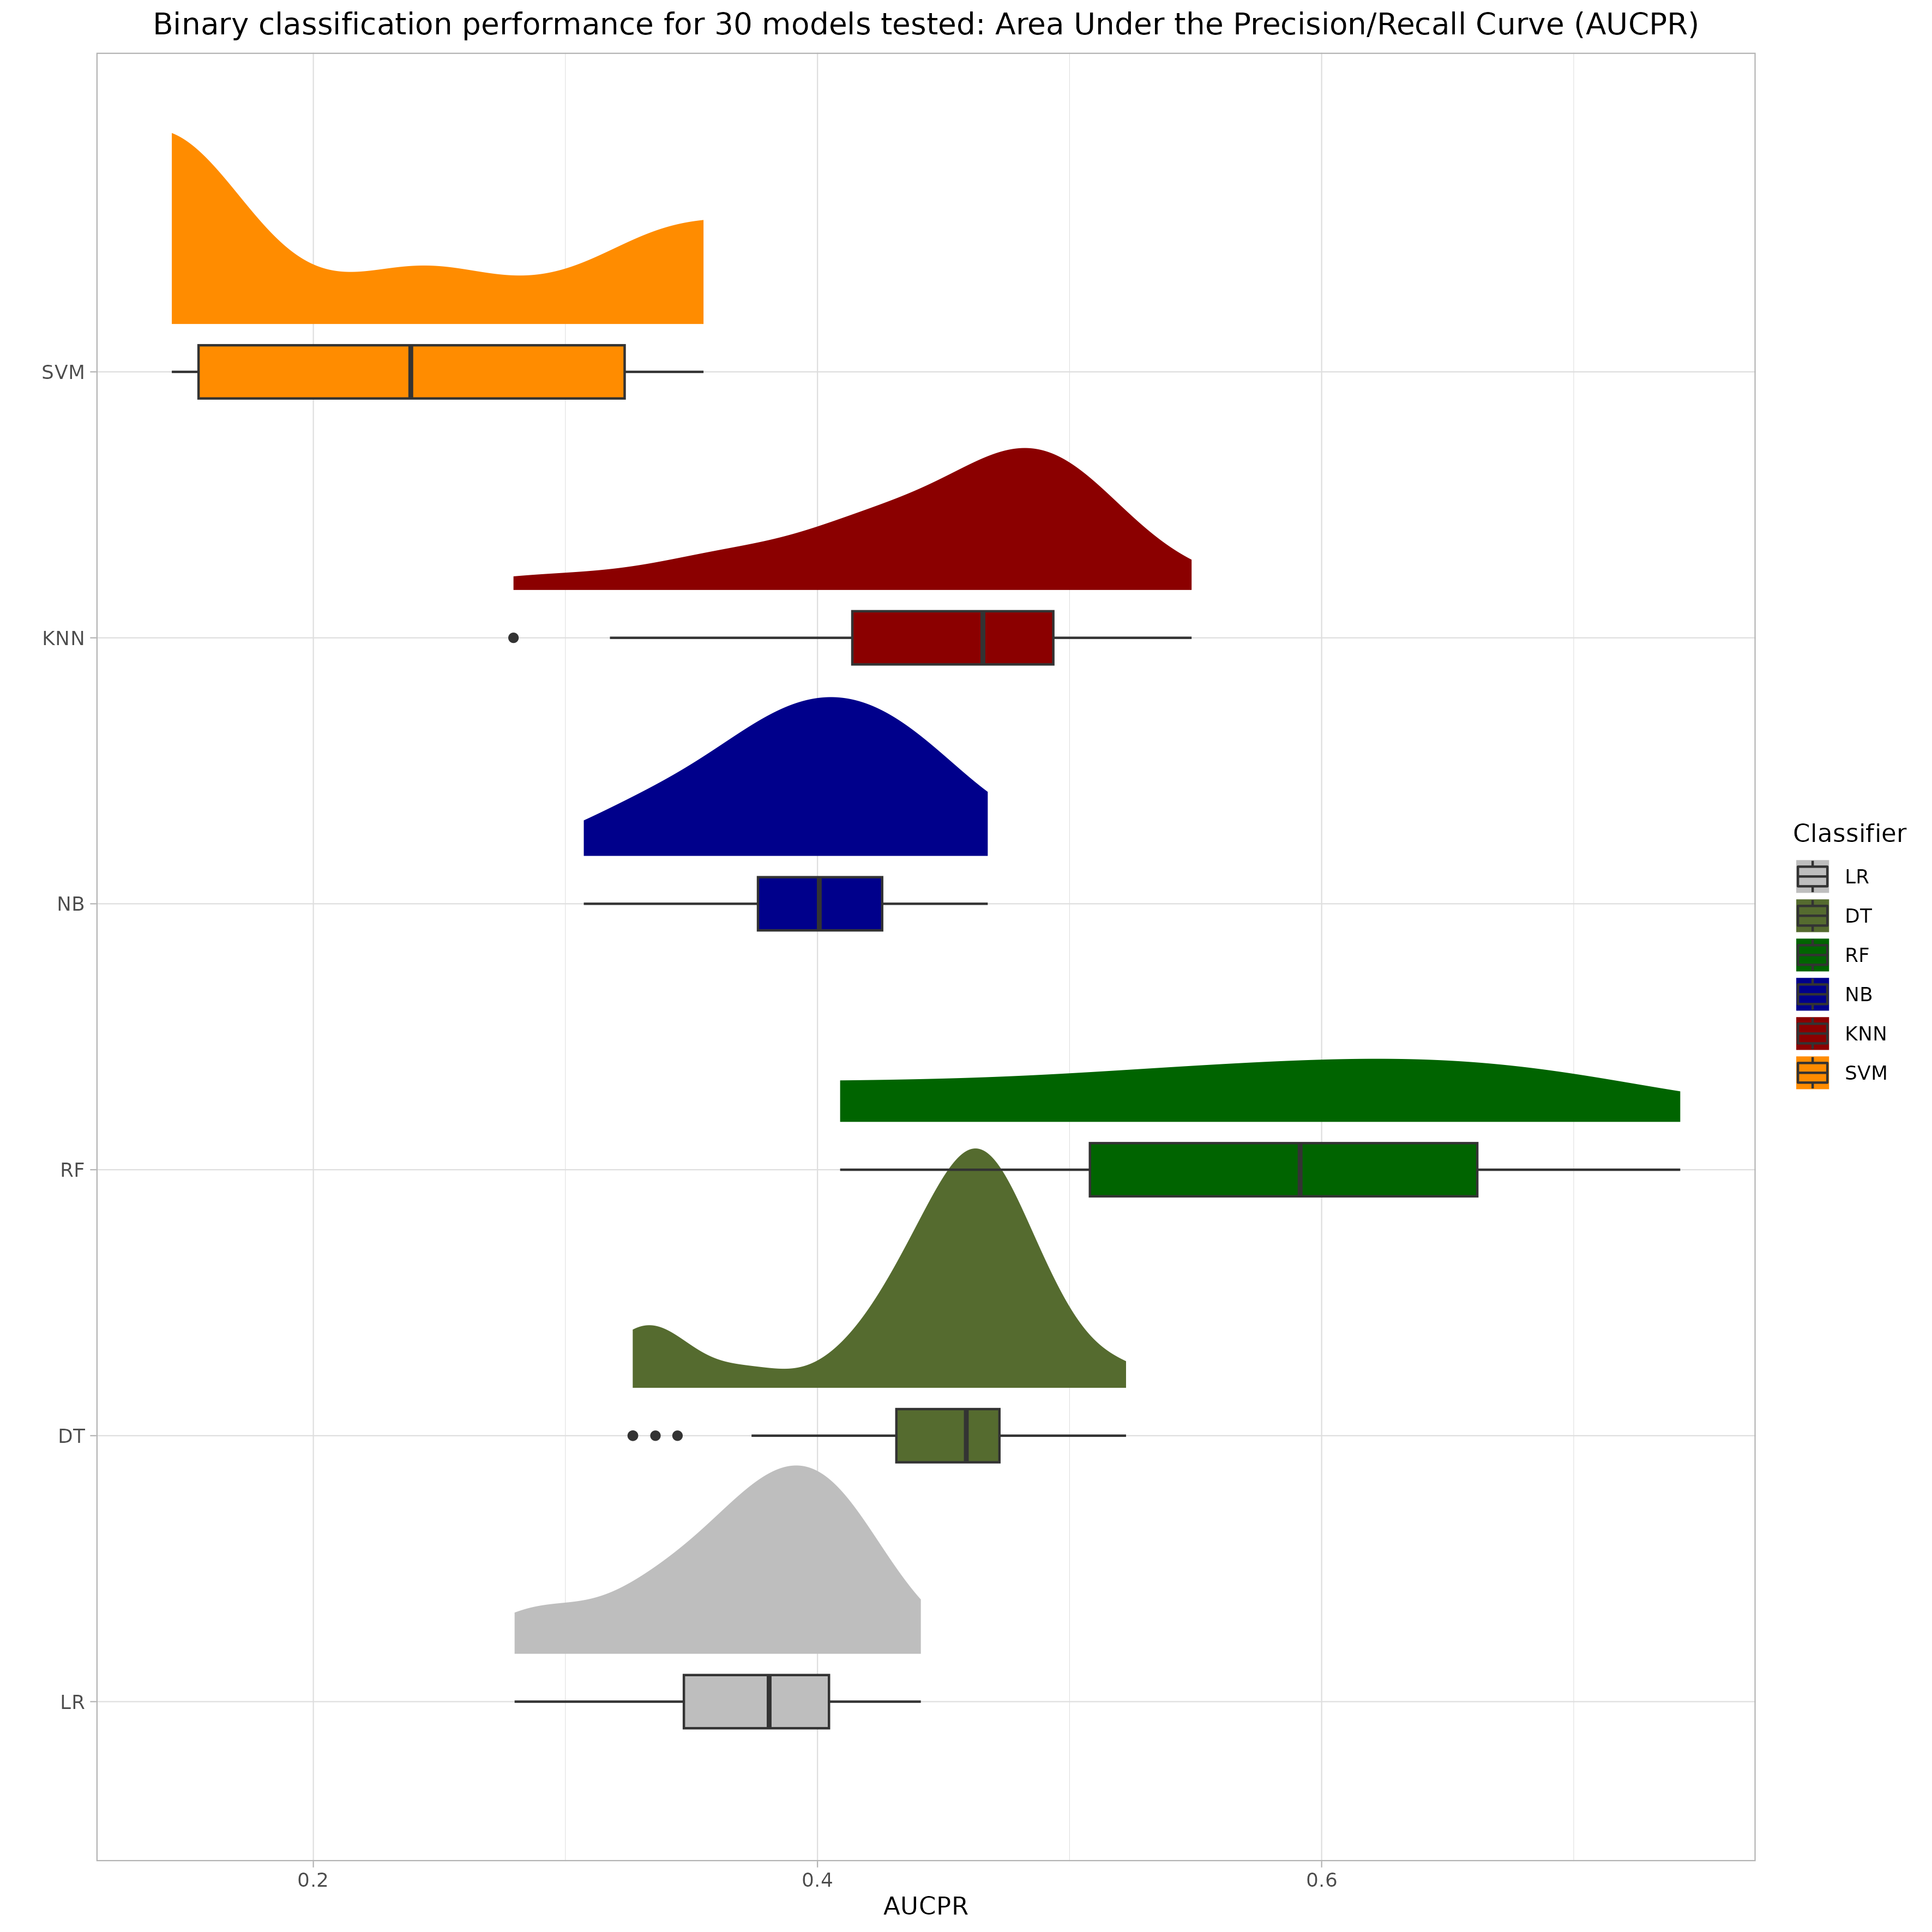 Binary classification performance for 30 models tested: Area Under the Precision/Recall Curve (AUCPR)
SVM
KNN
NB
RF
DT
LR
0.2
0.4
0.6
AUCPR
Classifier
LR
DT
RF
NB
KNN
SVM